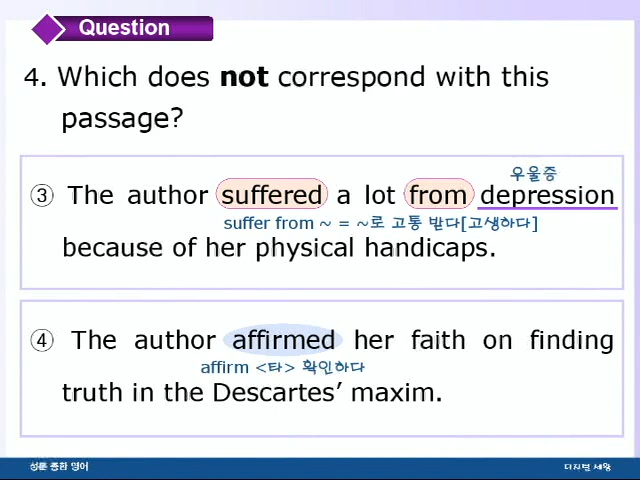 Question
4. Which does not correspond with this
passage?
우울증
③ The author suffered a lot from depression
suffer from ~ = ~로 고통 받다[고생하다]
because of her physical handicaps.
④ The author affirmed her faith on finding
affirm <타> 확인하다
truth in the Descartes’ maxim.
성문 종합 영어
디지털 세왕